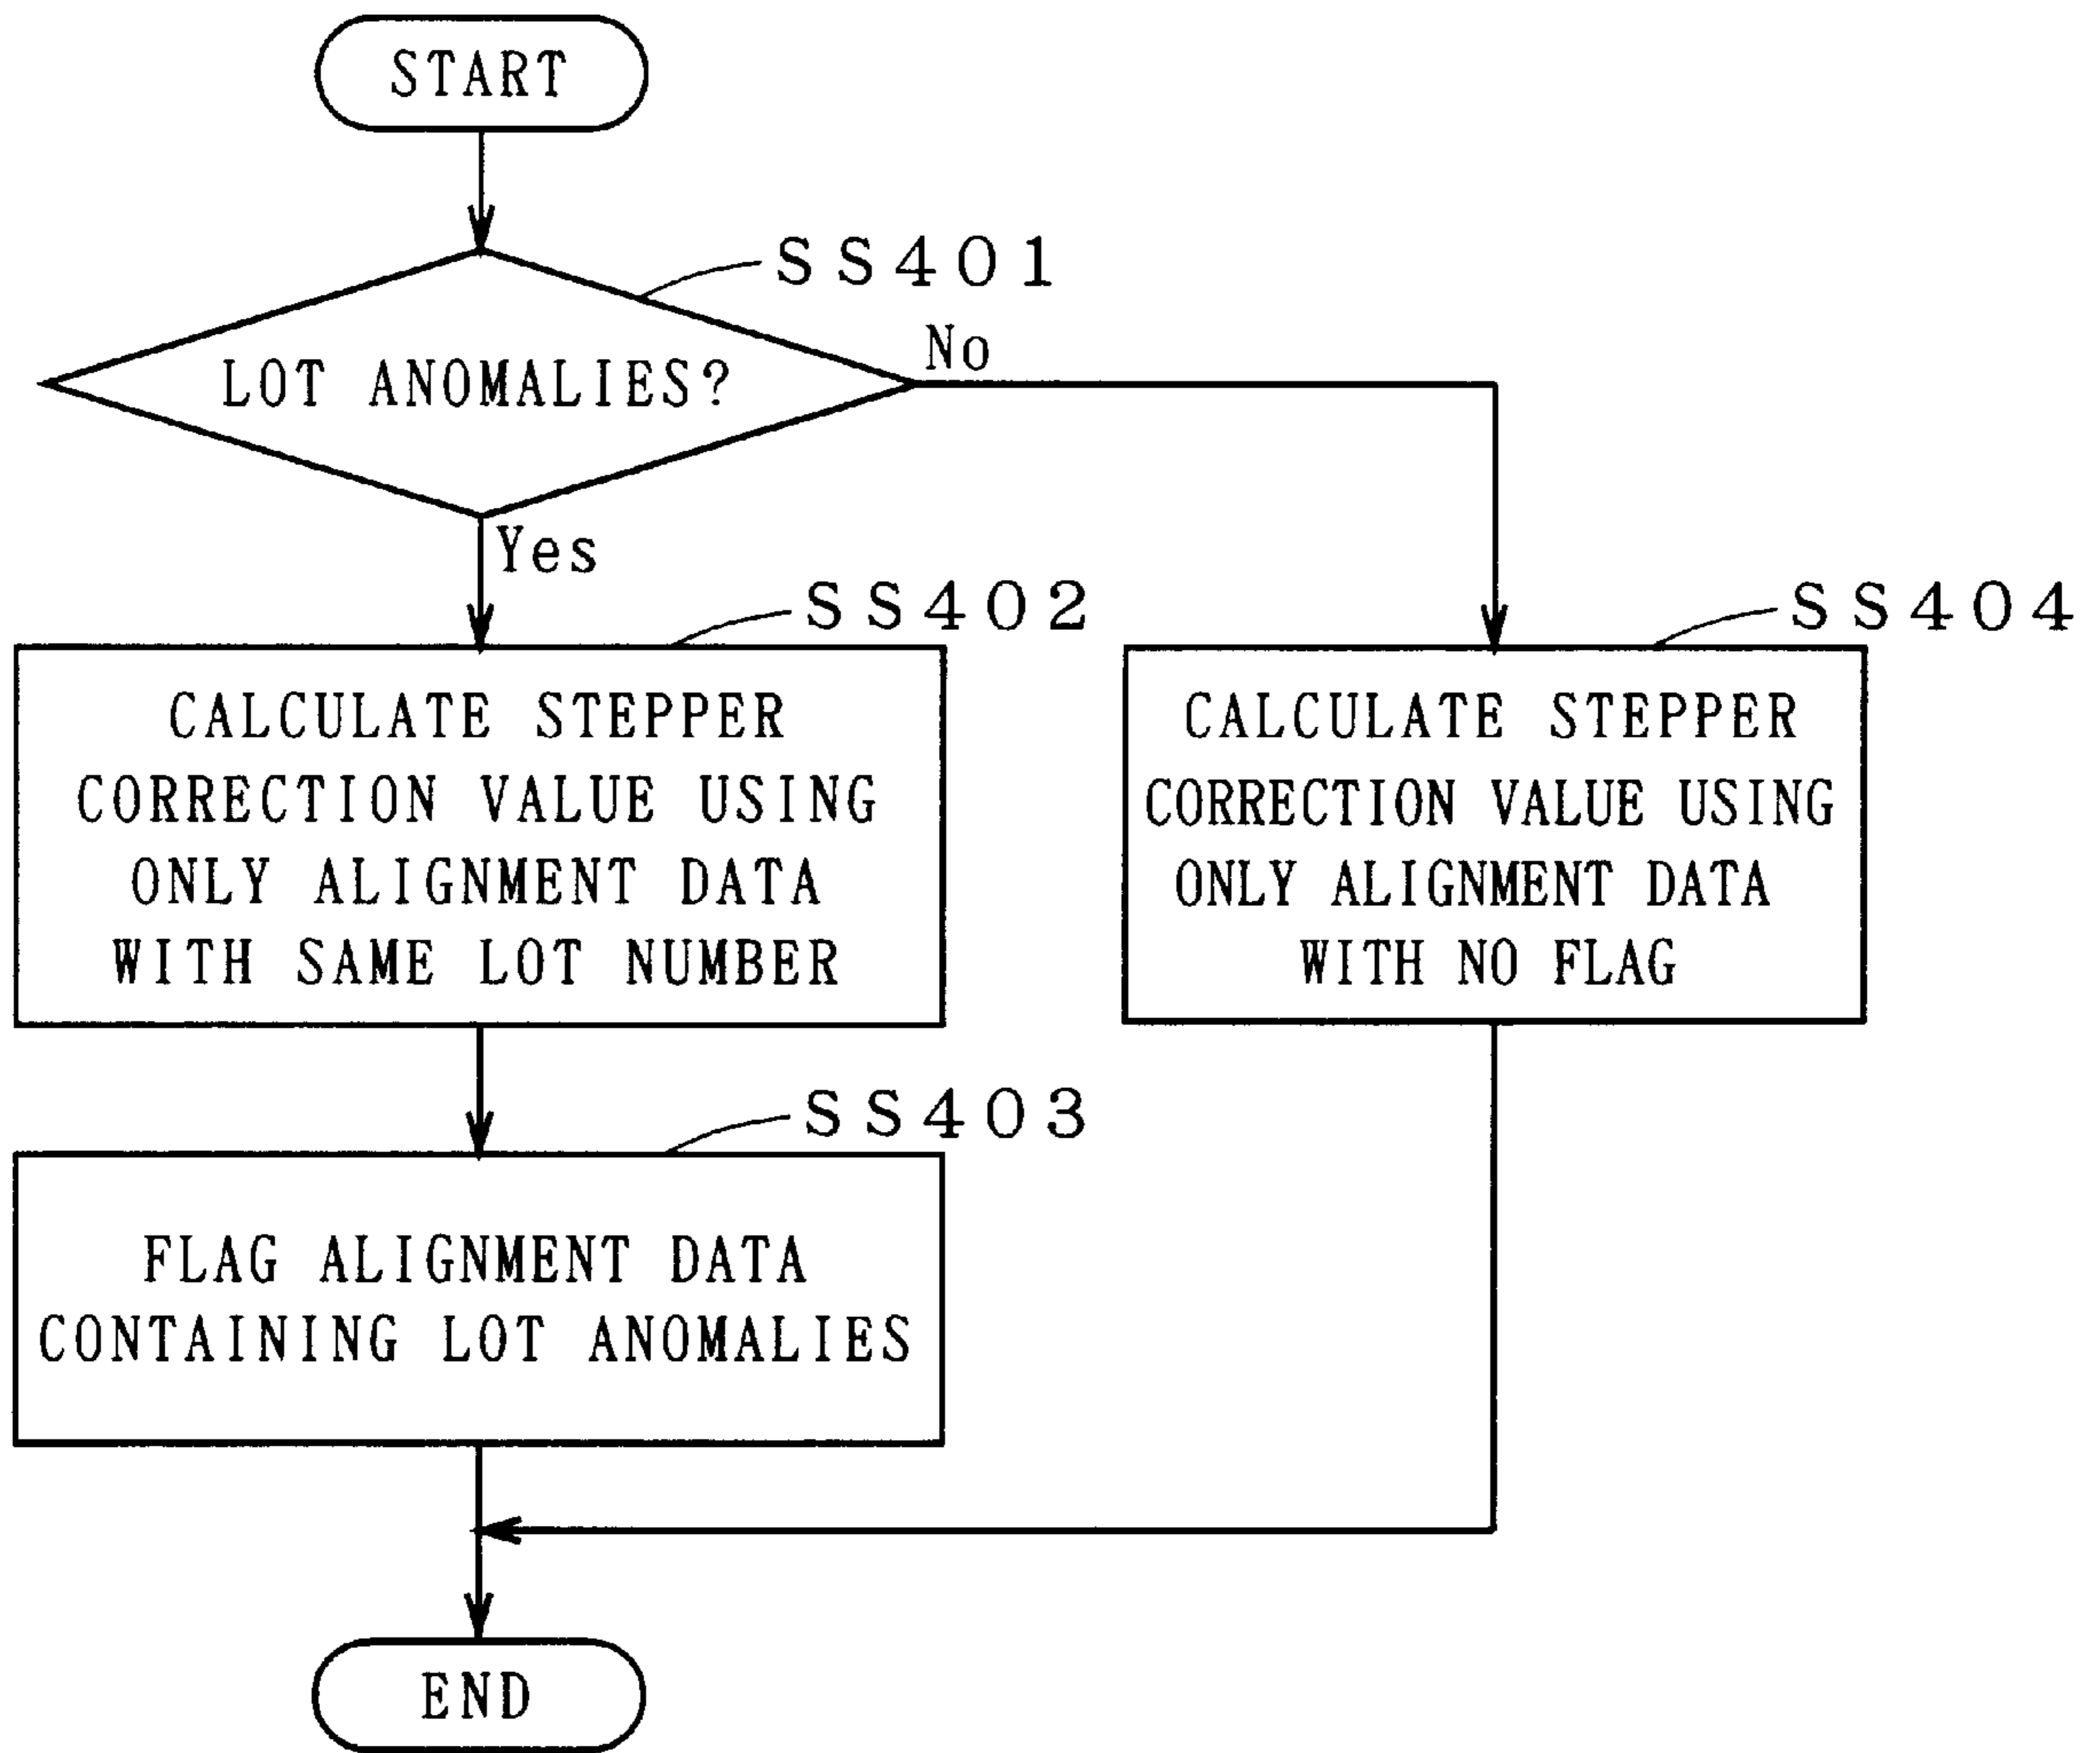 START
SS401
LOT ANOMALIES?
No
Yes
SS402
CALCULATE STEPPER
CORRECTION VALUE USING
ONLY ALIGNMENT DATA
WITH SAME LOT NUMBER
SS404
CALCULATE STEPPER
CORRECTION VALUE USING
ONLY ALIGNMENT DATA
WITH NO FLAG
SS403
FLAG ALIGNMENT DATA
CONTAINING LOT ANOMALIES
END